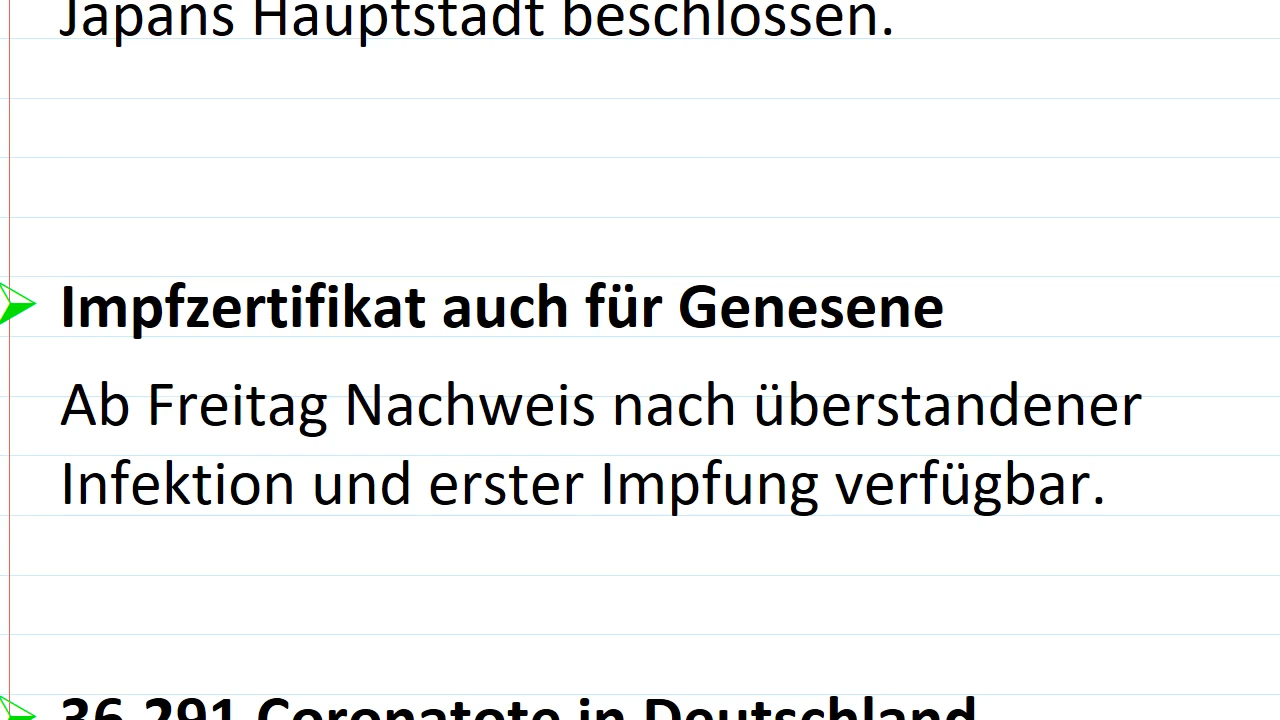 Japans Hauptstadt beschlossen.
Impfzertifikat auch für Genesene
Ab Freitag Nachweis nach überstandener
Infektion und erster Impfung verfügbar.
36.291 Coronatote in Deutschland